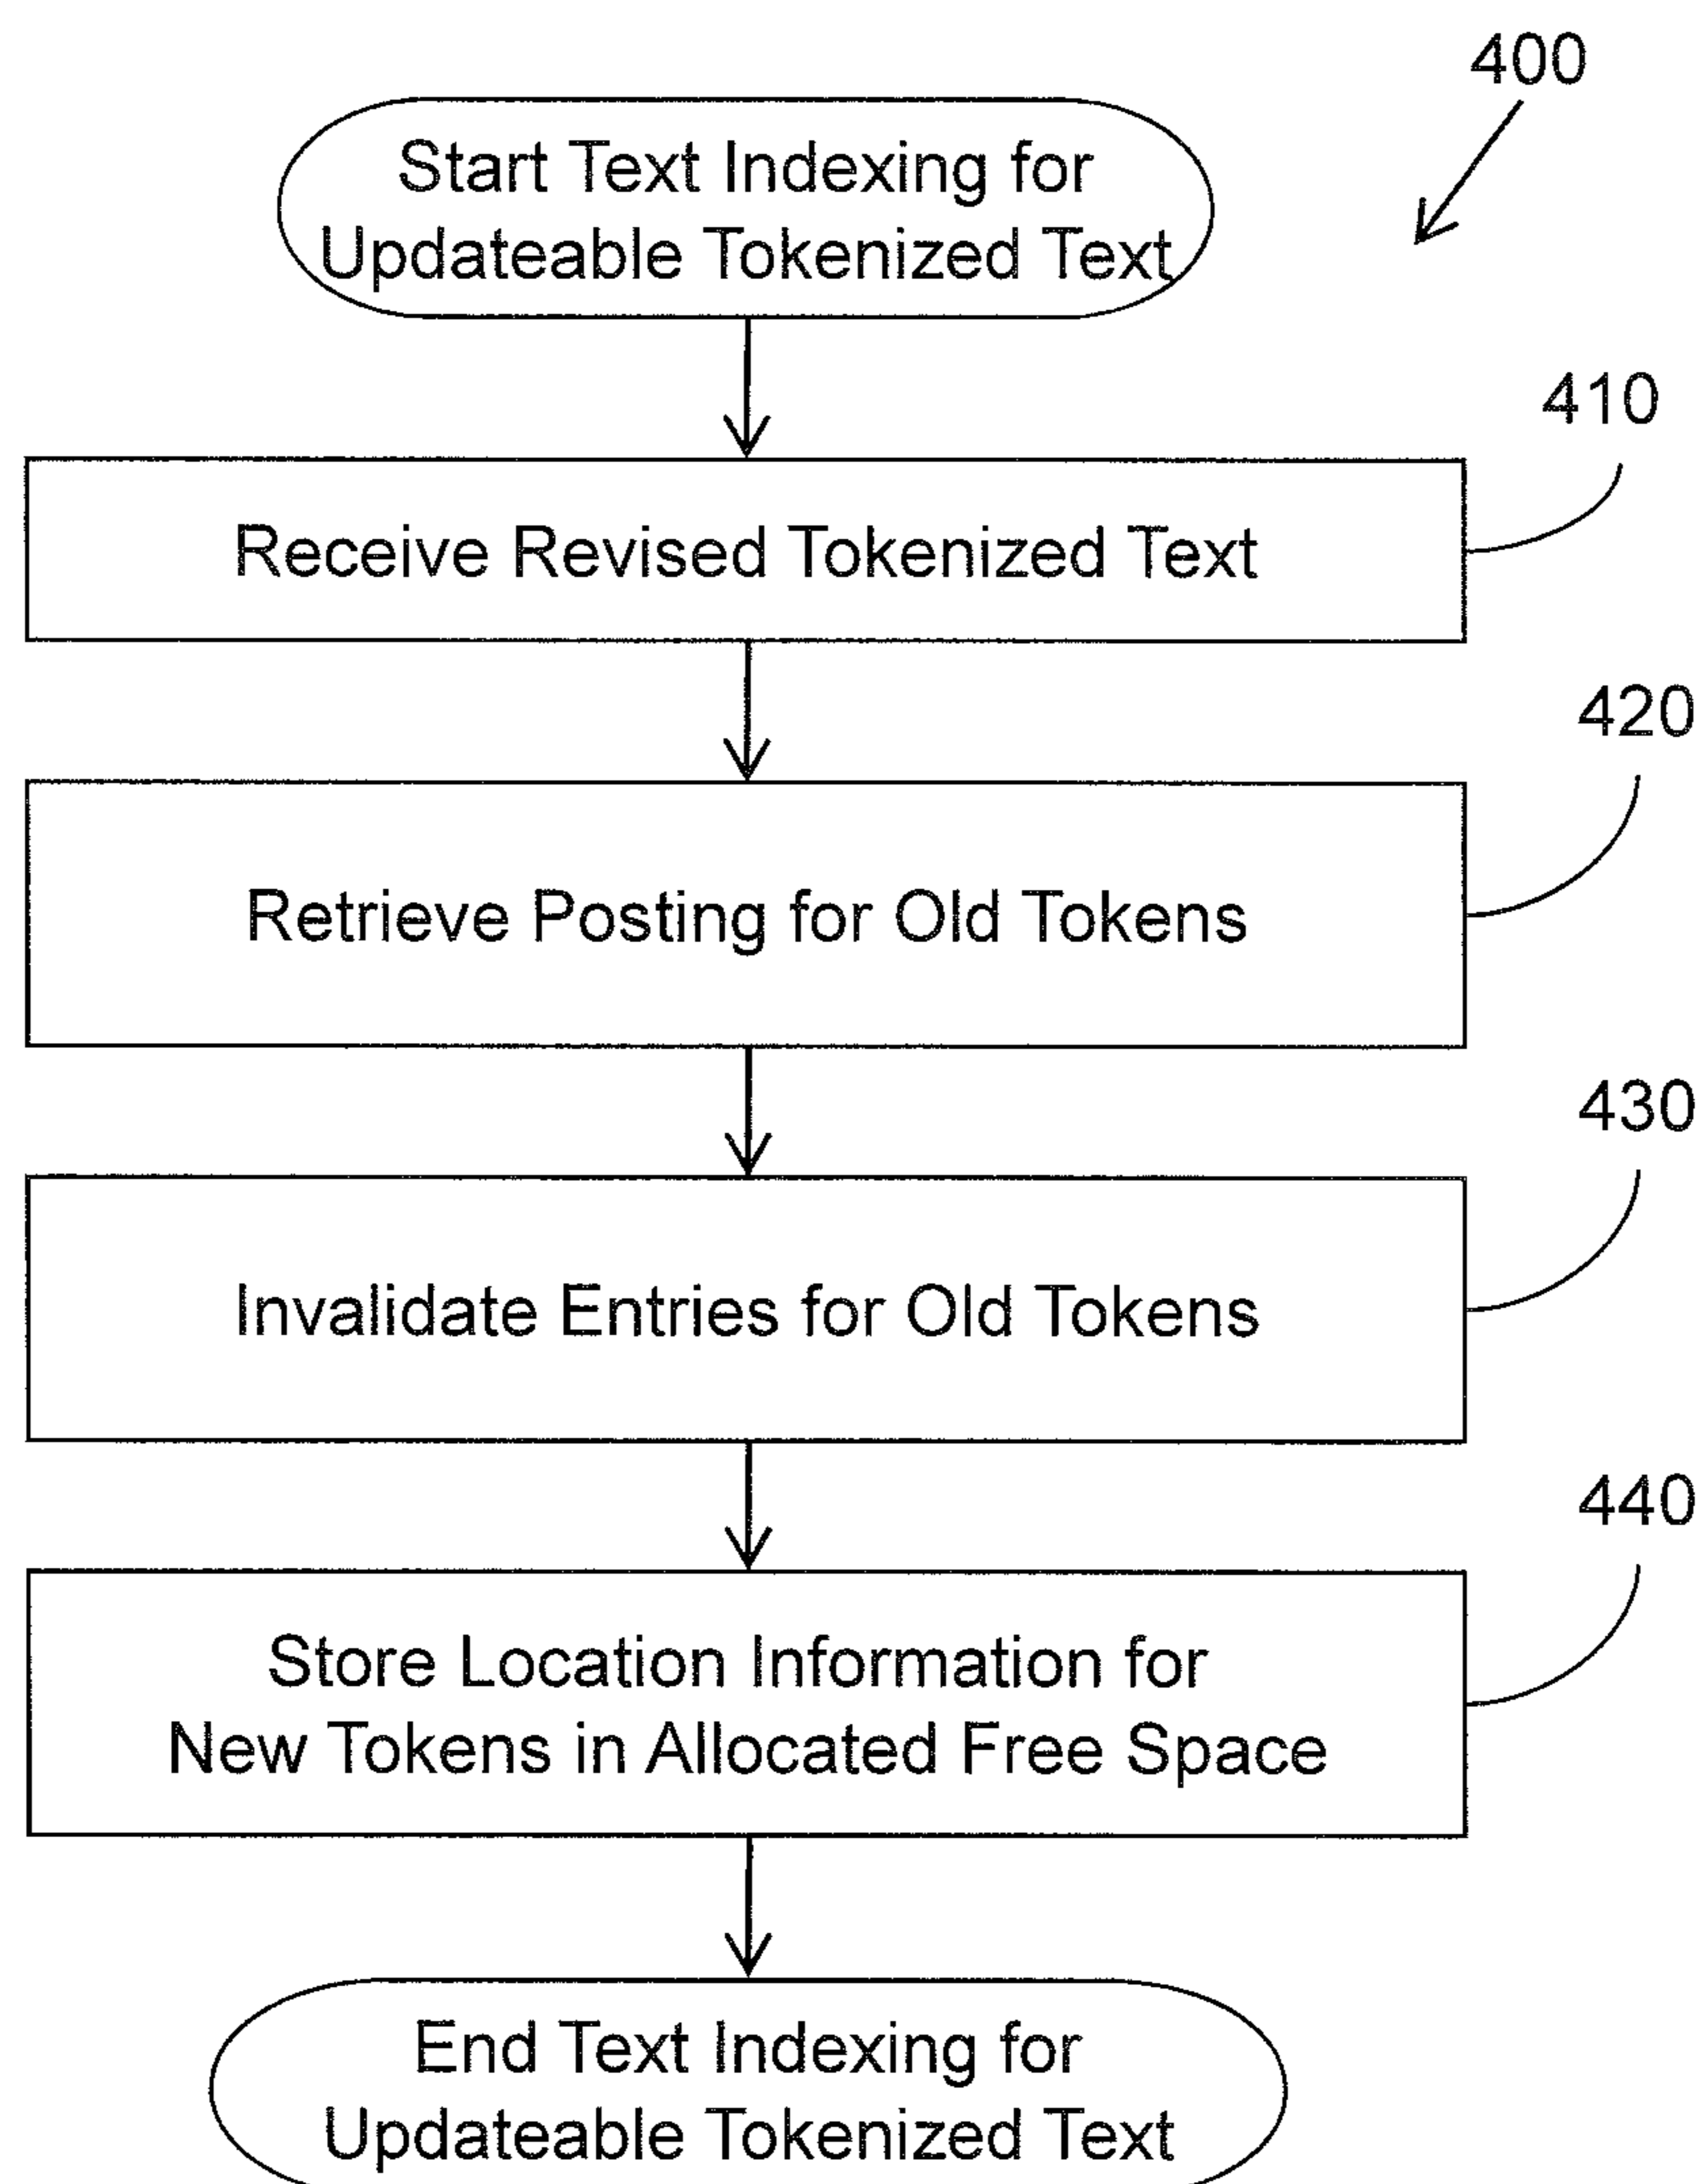 400
Start Text Indexing for
Updateable Tokenized Text
410
Receive Revised Tokenized Text
420
Retrieve Posting for Old Tokens
430
Invalidate Entries for Old Tokens
440
Store Location Information for
New Tokens in Allocated Free Space
End Text Indexing for
Updateable Tokenized Text